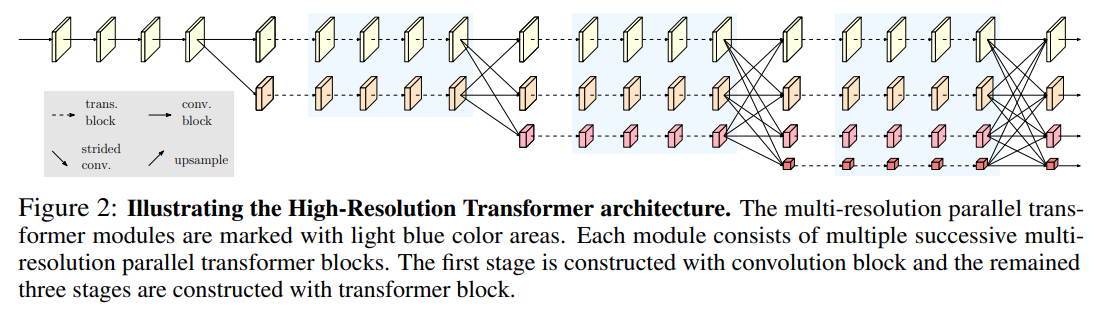 trans.
block
conv.
block
strided
conv.
upsample
Figure 2: Illustrating the High-Resolution Transformer architecture. The multi-resolution parallel trans-
former modules are marked with light blue color areas. Each module consists of multiple successive multi-
resolution parallel transformer blocks. The first stage is constructed with convolution block and the remained
three stages are constructed with transformer block.